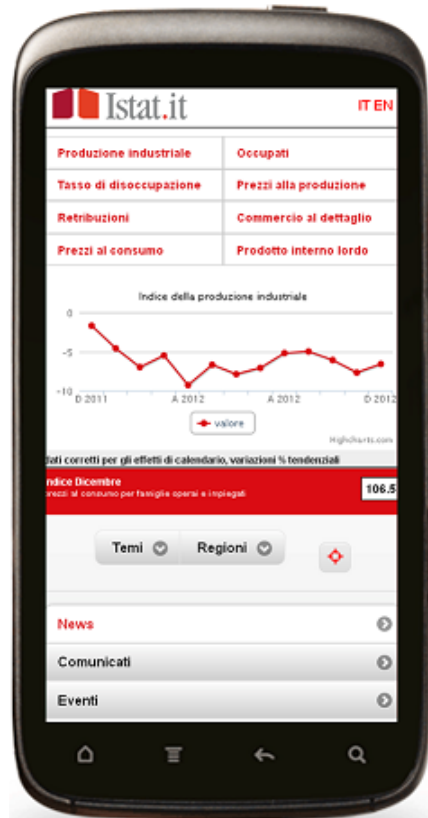 Istat.it
IT EN
Produzione industriale
Occupati
Tasso di disoccupazione
Prezzi alla produzione
Retribuzioni
Commercio al dettaglio
Prezzi al consumo
Prodotto interno lordo
Indice della produzione industriale
0
-5
-10
D 2011
A 2012
A 2012
D 2012
valore
Highcharts.com
dati corretti per gli effetti di calendario, variazioni % tendenziali
ndice Dicembre
prezzi al consumo per famiglie operai e impiegati
106.5
Temi
Regioni
News
Comunicati
Eventi